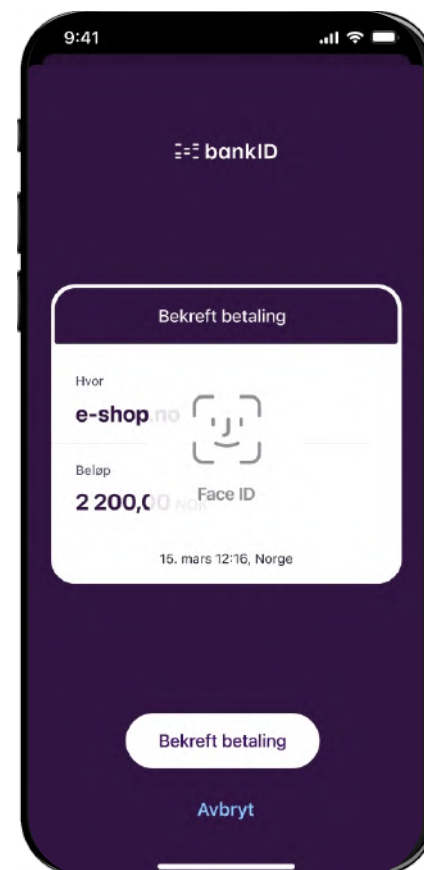 9:41
bankID
Bekreft betaling
Hvor
e-shop.no
Beløp
2 200,00 NOK
Face ID
15. mars 12:16, Norge
Bekreft betaling
Avbryt